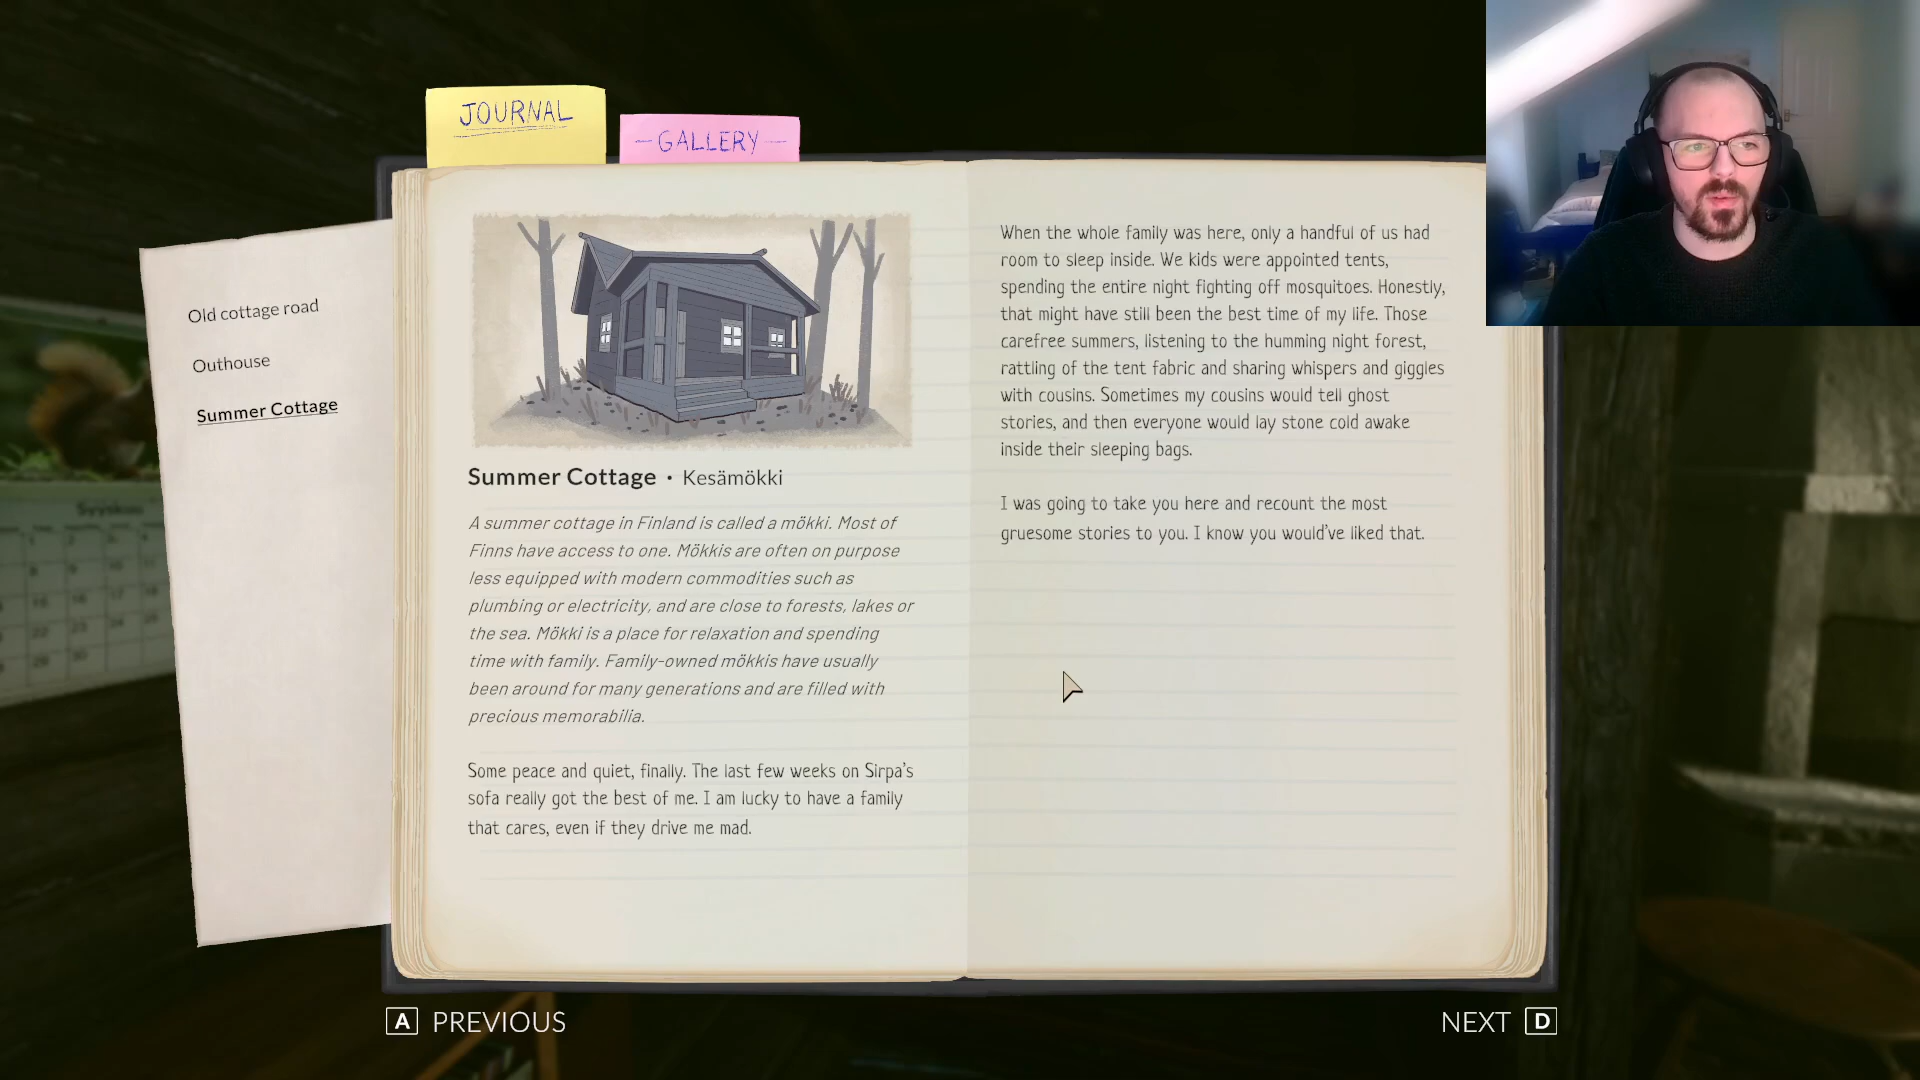 JOURNAL
- GALLERY -
Old cottage road
Outhouse
Summer Cottage
Summer Cottage • Kesämökki
A summer cottage in Finland is called a mökki. Most of
Finns have access to one. Mökkis are often on purpose
less equipped with modern commodities such as
plumbing or electricity, and are close to forests, lakes or
the sea. Mökki is a place for relaxation and spending
time with family. Family-owned mökkis have usually
been around for many generations and are filled with
precious memorabilia.
Some peace and quiet, finally. The last few weeks on Sirpa's
sofa really got the best of me. I am lucky to have a family
that cares, even if they drive me mad.
When the whole family was here, only a handful of us had
room to sleep inside. We kids were appointed tents,
spending the entire night fighting off mosquitoes. Honestly,
that might have still been the best time of my life. Those
carefree summers, listening to the humming night forest,
rattling of the tent fabric and sharing whispers and giggles
with cousins. Sometimes my cousins would tell ghost
stories, and then everyone would lay stone cold awake
inside their sleeping bags.
I was going to take you here and recount the most
gruesome stories to you. I know you would've liked that.
Syyskuu
A PREVIOUS
NEXT D